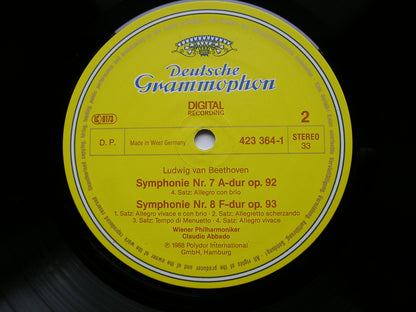 Deutsche
Grammophon
DIGITAL
RECORDING
2
D. P.
Made in West Germany
423 364-1
STEREO
33
Ludwig van Beethoven
Symphonie Nr. 7 A-dur op. 92
4. Satz: Allegro con brio
Symphonie Nr. 8 F-dur op. 93
1. Satz: Allegro vivace e con brio · 2. Satz: Allegretto scherzando
3. Satz: Tempo di Menuetto · 4. Satz: Allegro vivace
Wiener Philharmoniker
Claudio Abbado
℗ 1988 Polydor International
GmbH, Hamburg